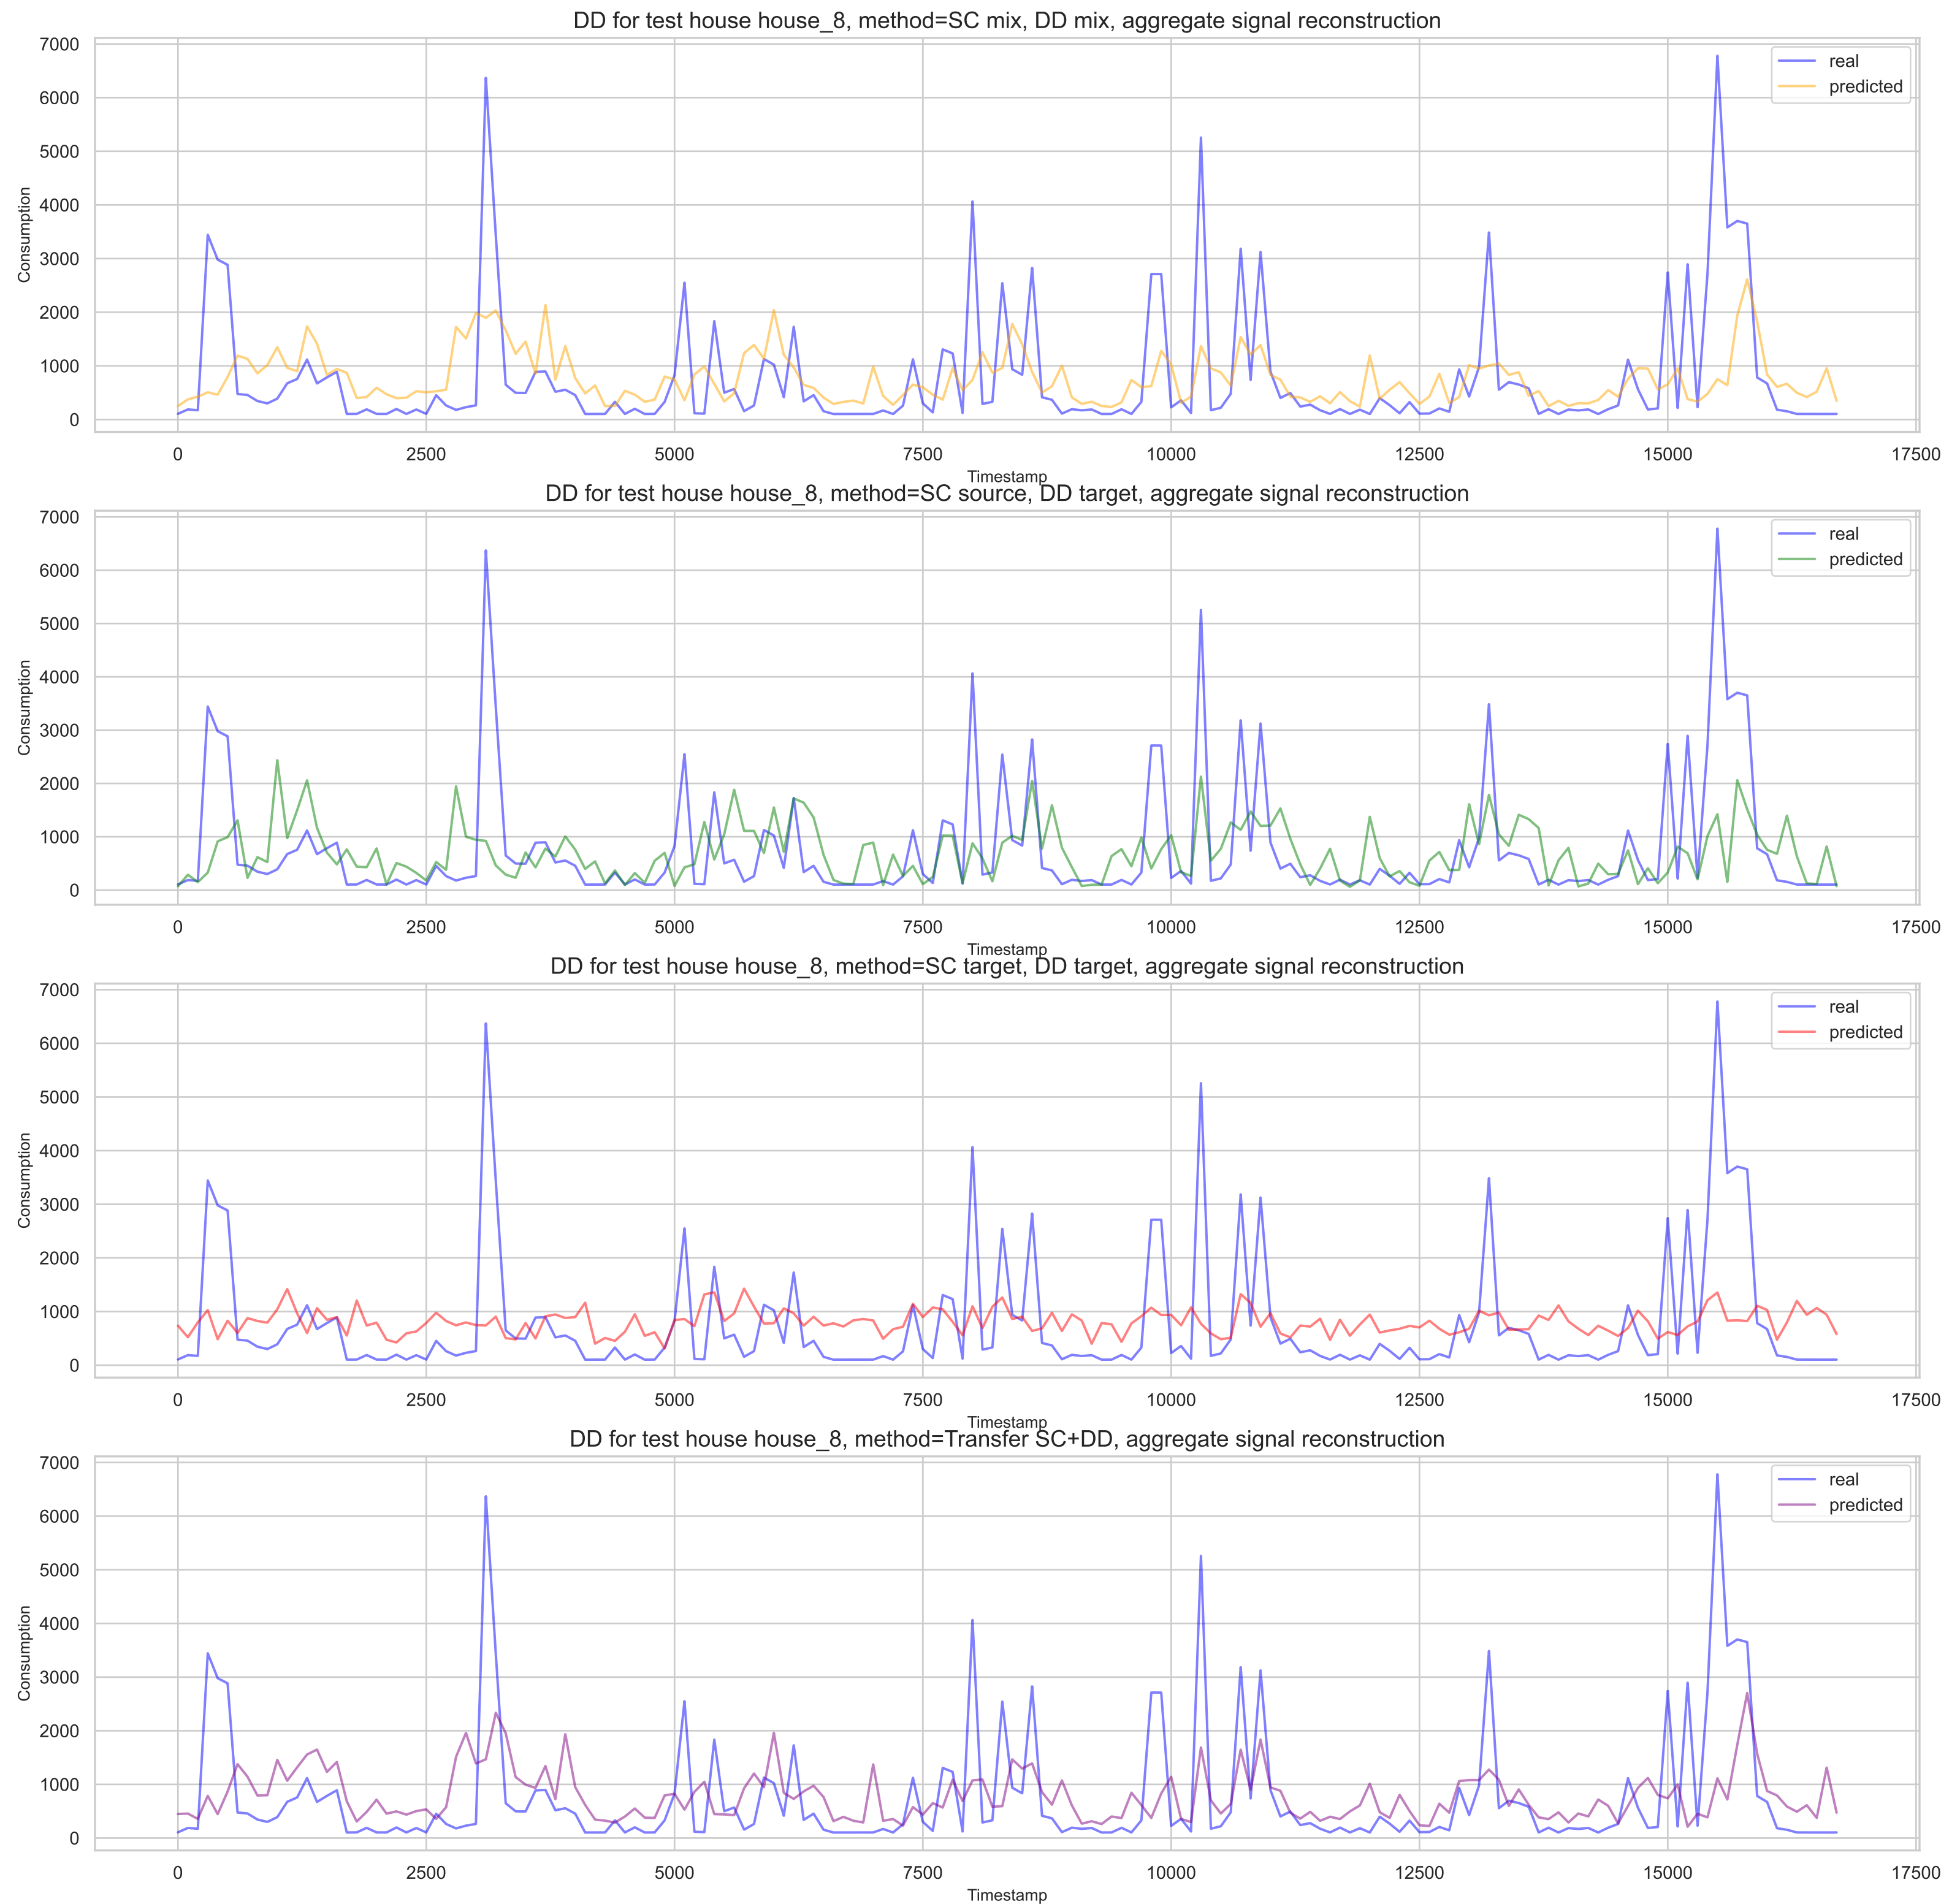 DD for test house house_8, method=SC mix, DD mix, aggregate signal reconstruction
7000
6000
5000
4000
3000
2000
1000
0
Consumption
real
predicted
0 2500 5000 7500 10000 12500 15000 17500
Timestamp
DD for test house house_8, method=SC source, DD target, aggregate signal reconstruction
7000
6000
5000
4000
3000
2000
1000
0
Consumption
real
predicted
0 2500 5000 7500 10000 12500 15000 17500
Timestamp
DD for test house house_8, method=SC target, DD target, aggregate signal reconstruction
7000
6000
5000
4000
3000
2000
1000
0
Consumption
real
predicted
0 2500 5000 7500 10000 12500 15000 17500
Timestamp
DD for test house house_8, method=Transfer SC+DD, aggregate signal reconstruction
7000
6000
5000
4000
3000
2000
1000
0
Consumption
real
predicted
0 2500 5000 7500 10000 12500 15000 17500
Timestamp